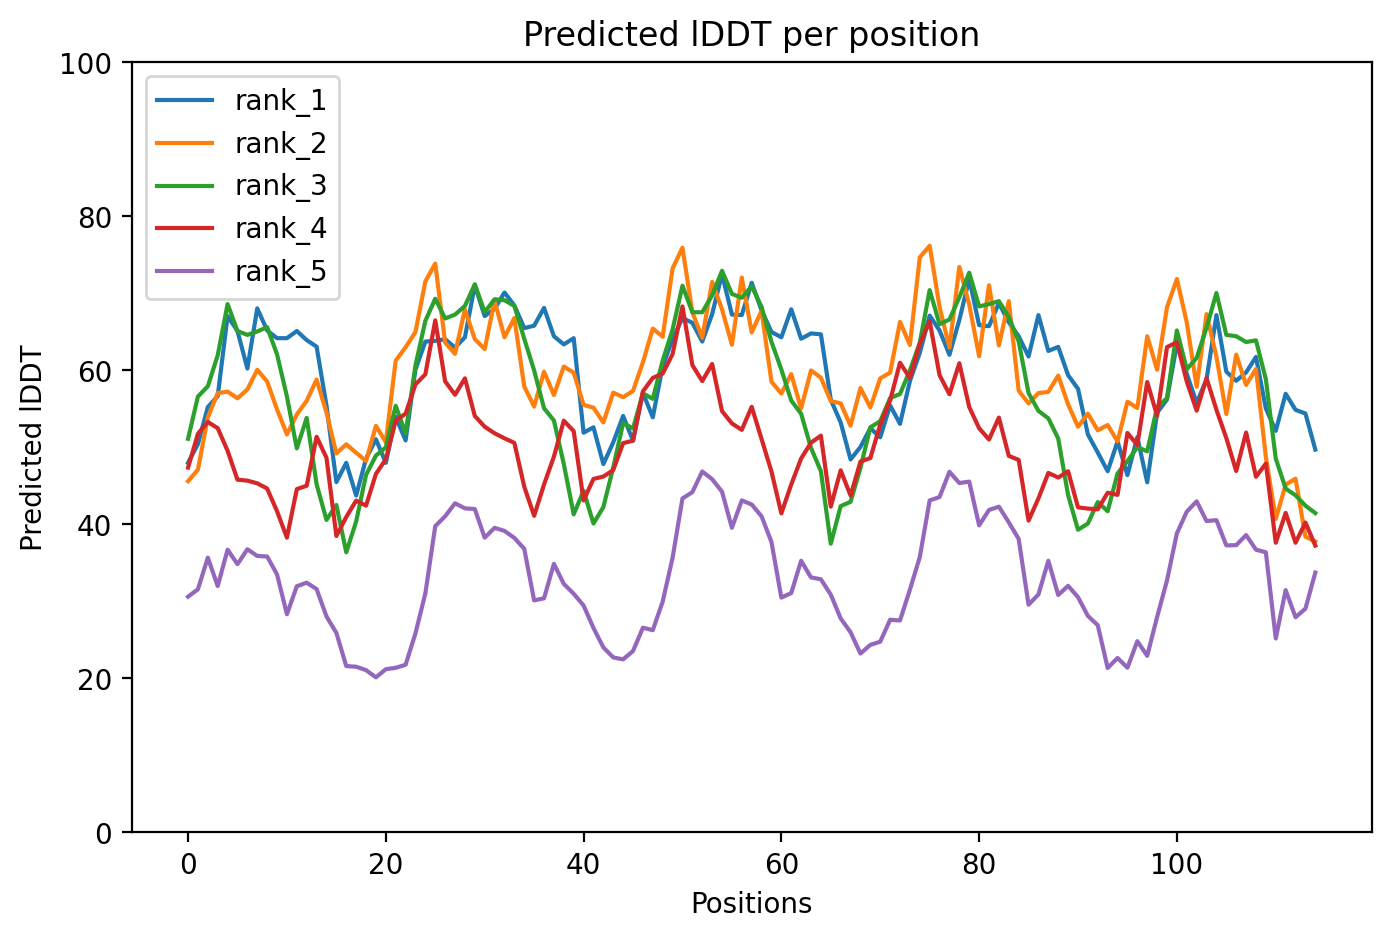 Predicted lDDT per position
100
80
60
40
20
0
Predicted lDDT
rank_1
rank_2
rank_3
rank_4
rank_5
0 20 40 60 80 100
Positions